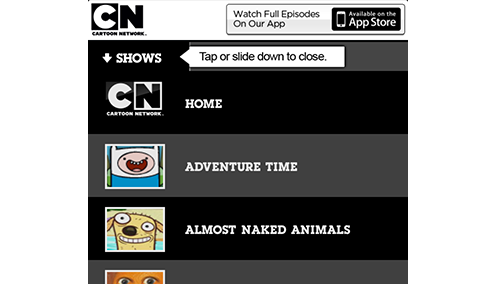 CN
CARTOON NETWORK.
Watch Full Episodes
On Our App
Available on the
App Store
SHOWS
Tap or slide down to close.
CN
CARTOON NETWORK.
HOME
ADVENTURE TIME
ALMOST NAKED ANIMALS